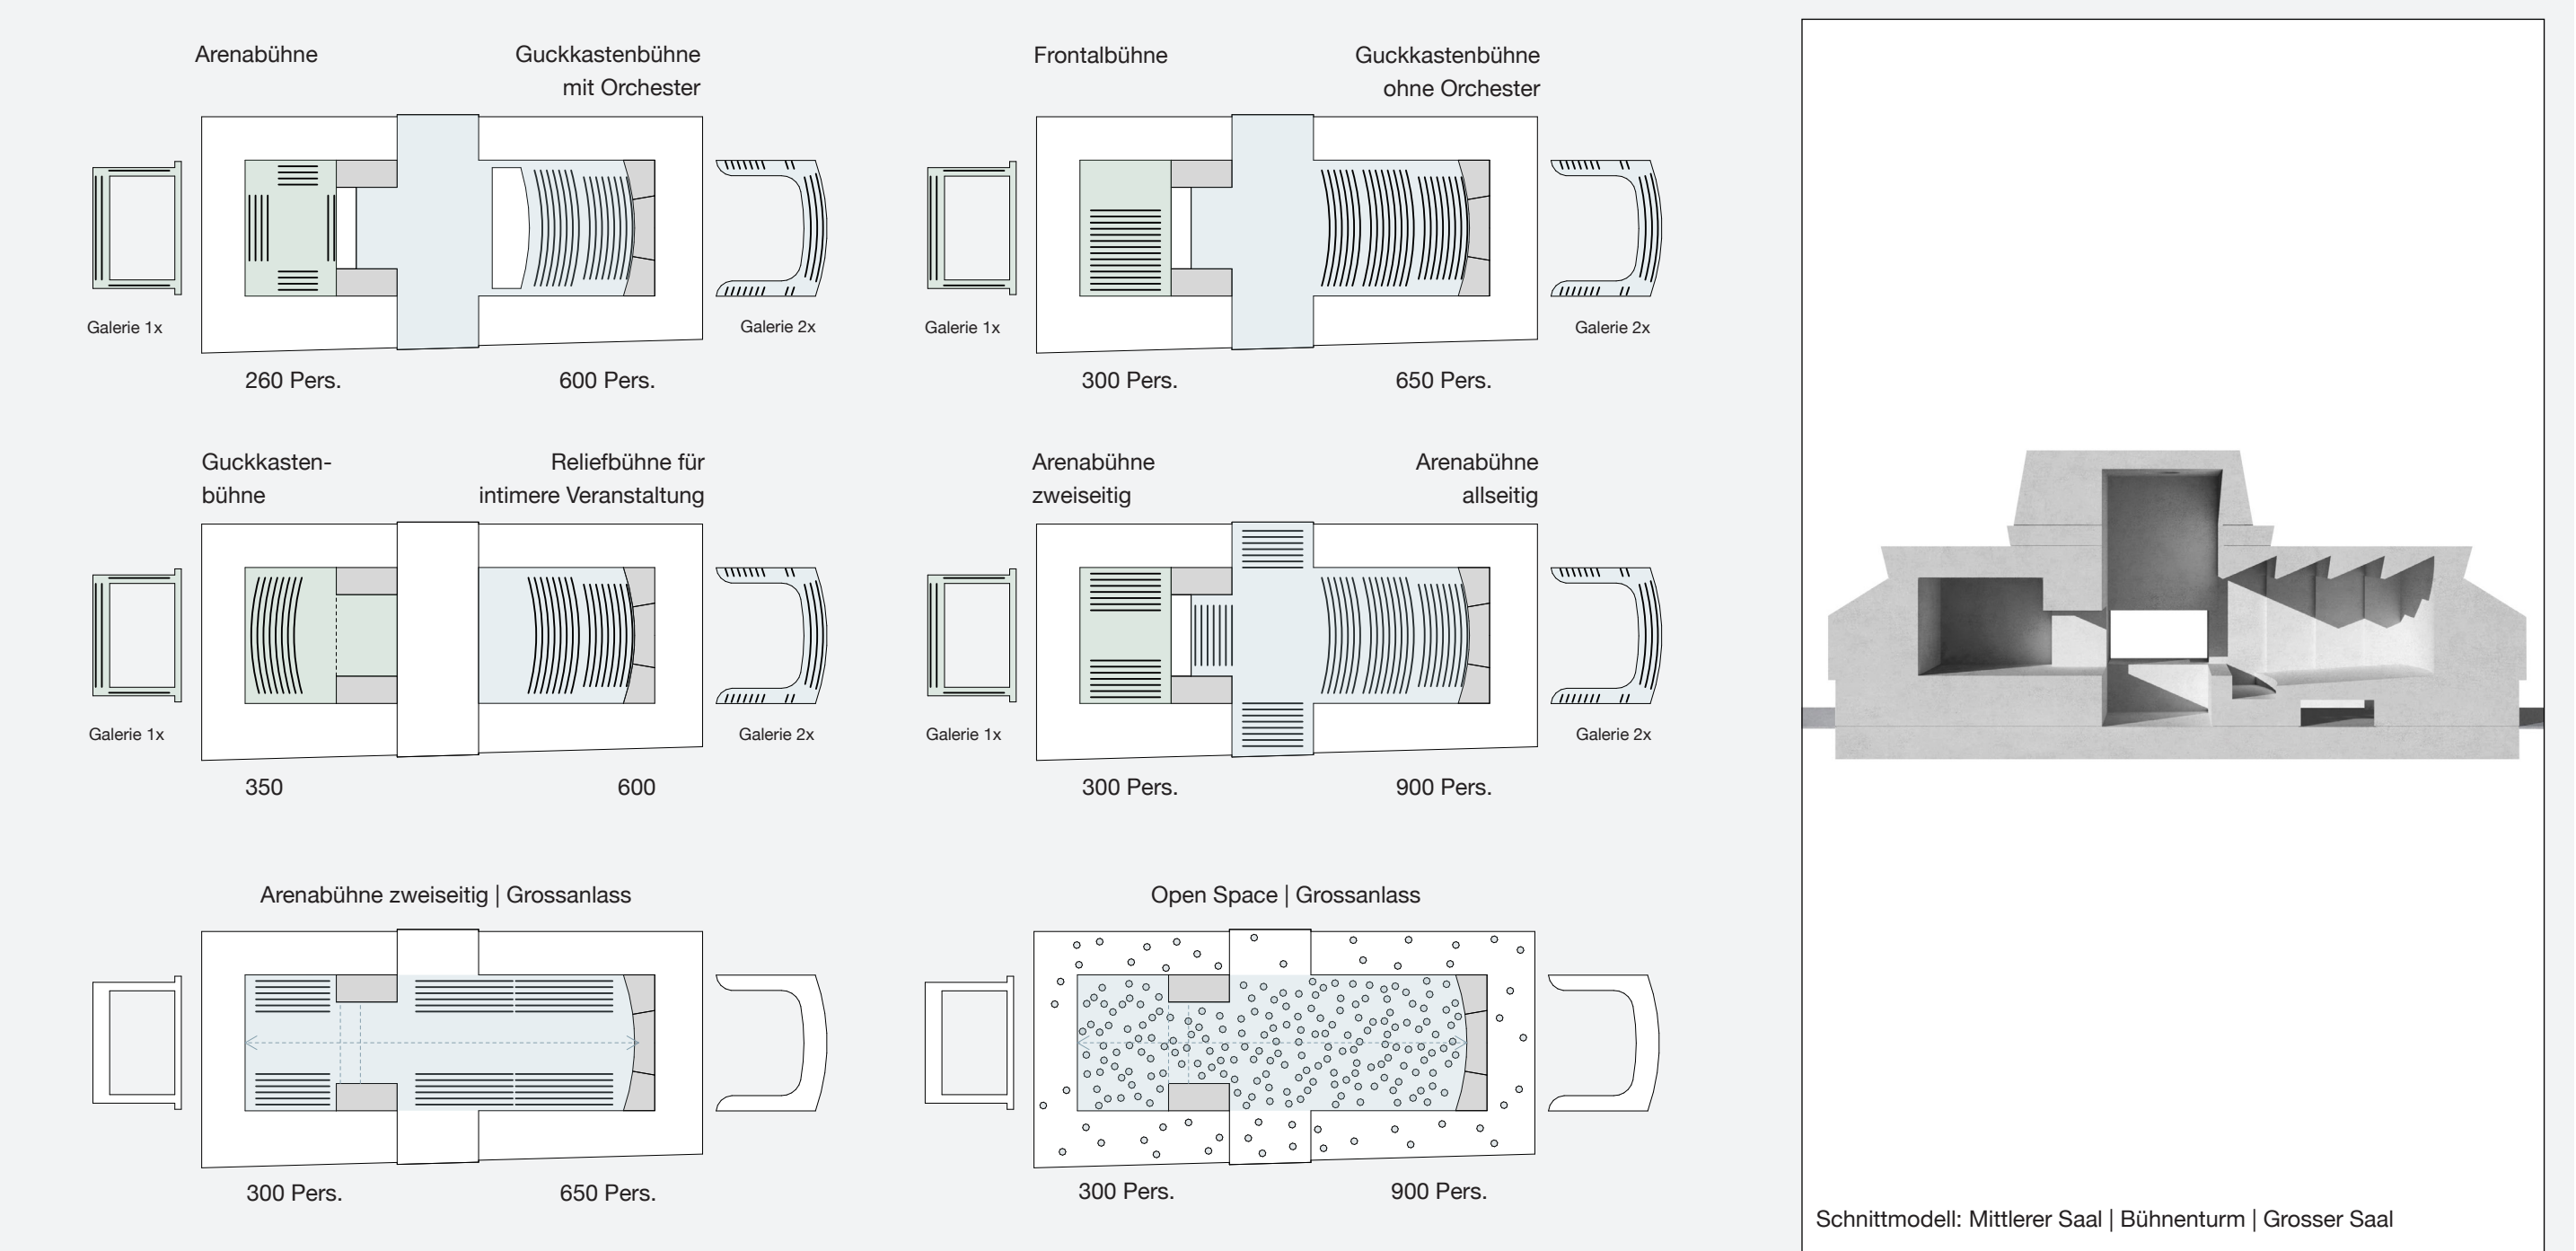 Arenabühne
Guckkastenbühne
mit Orchester
Galerie 1x
Galerie 2x
260 Pers.
600 Pers.
Frontalbühne
Guckkastenbühne
ohne Orchester
Galerie 1x
Galerie 2x
300 Pers.
650 Pers.
Guckkasten-
bühne
Reliefbühne für
intimere Veranstaltung
Galerie 1x
Galerie 2x
350
600
Arenabühne
zweiseitig
Arenabühne
allseitig
Galerie 1x
Galerie 2x
300 Pers.
900 Pers.
Arenabühne zweiseitig | Grossanlass
300 Pers.
650 Pers.
Open Space | Grossanlass
300 Pers.
900 Pers.
Schnittmodell: Mittlerer Saal | Bühnenturm | Grosser Saal